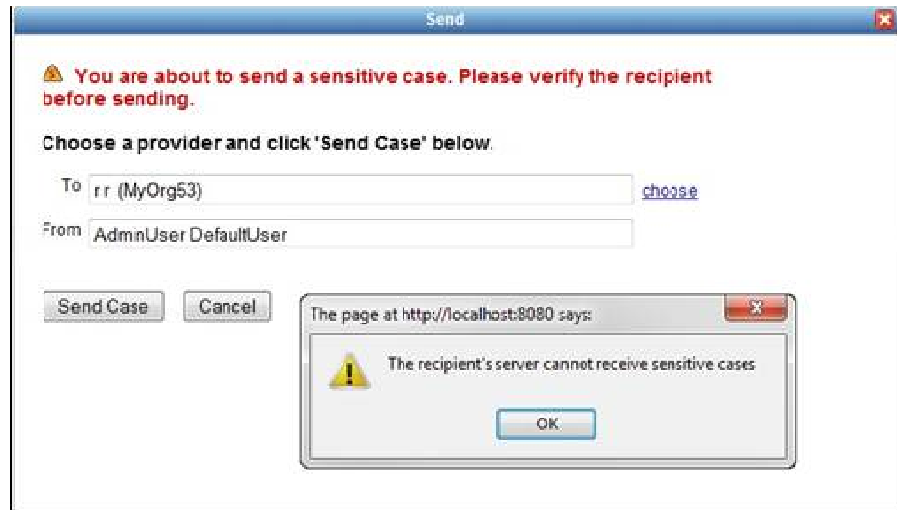 Send
You are about to send a sensitive case. Please verify the recipient
before sending.
Choose a provider and click 'Send Case' below.
To r r (MyOrg53) choose
From AdminUser DefaultUser
Send Case Cancel
The page at http://localhost:8080 says:
The recipient's server cannot receive sensitive cases
OK